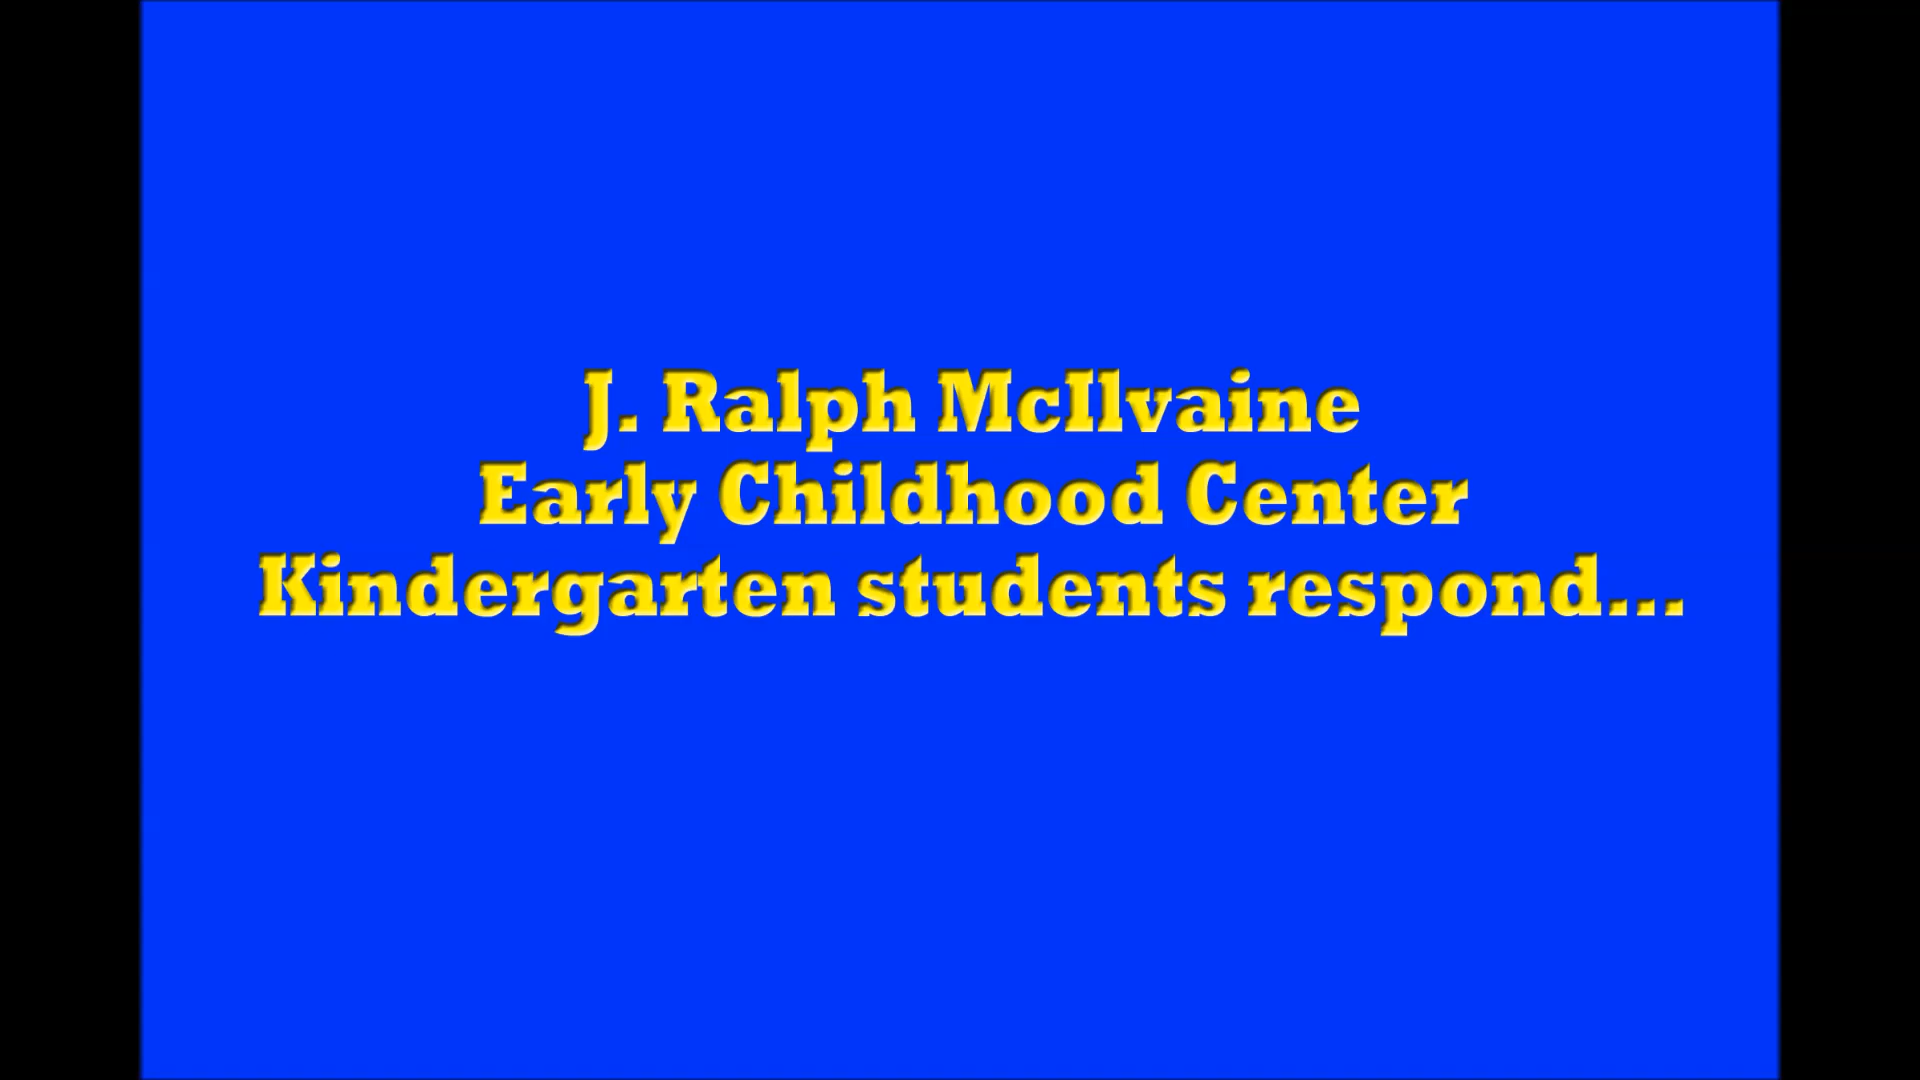 J. Ralph McIlvaine
Early Childhood Center
Kindergarten students respond...